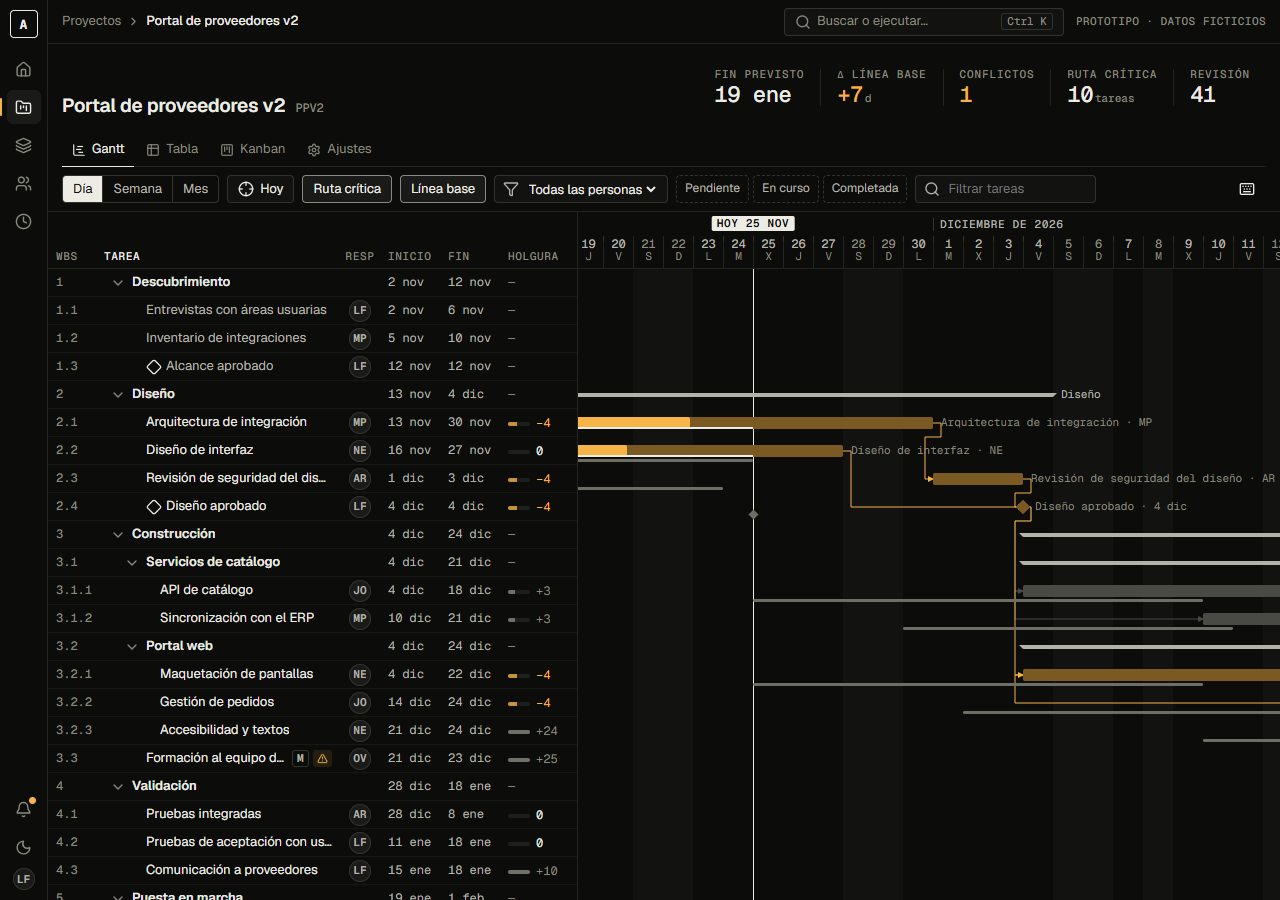 A
Proyectos > Portal de proveedores v2
Buscar o ejecutar... Ctrl K
PROTOTIPO · DATOS FICTICIOS
Portal de proveedores v2 PPV2
FIN PREVISTO
19 ene
Δ LÍNEA BASE
+7d
CONFLICTOS
1
RUTA CRÍTICA
10 tareas
REVISIÓN
41
Gantt Tabla Kanban Ajustes
Día Semana Mes Hoy Ruta crítica Línea base Todas las personas Pendiente En curso Completada Filtrar tareas
HOY 25 NOV DICIEMBRE DE 2026
19 20 21 22 23 24 25 26 27 28 29 30 1 2 3 4 5 6 7 8 9 10 11
J V S D L M X J V S D L M X J V S D L M X J V
WBS TAREA RESP INICIO FIN HOLGURA
1 Descubrimiento 2 nov 12 nov —
1.1 Entrevistas con áreas usuarias LF 2 nov 6 nov —
1.2 Inventario de integraciones MP 5 nov 10 nov —
1.3 Alcance aprobado LF 12 nov 12 nov —
2 Diseño 13 nov 4 dic — Diseño
2.1 Arquitectura de integración MP 13 nov 30 nov −4 Arquitectura de integración · MP
2.2 Diseño de interfaz NE 16 nov 27 nov 0 Diseño de interfaz · NE
2.3 Revisión de seguridad del dis… AR 1 dic 3 dic −4 Revisión de seguridad del diseño · AR
2.4 Diseño aprobado LF 4 dic 4 dic −4 Diseño aprobado · 4 dic
3 Construcción 4 dic 24 dic —
3.1 Servicios de catálogo 4 dic 21 dic —
3.1.1 API de catálogo JO 4 dic 18 dic +3
3.1.2 Sincronización con el ERP MP 10 dic 21 dic +3
3.2 Portal web 4 dic 24 dic —
3.2.1 Maquetación de pantallas NE 4 dic 22 dic −4
3.2.2 Gestión de pedidos JO 14 dic 24 dic −4
3.2.3 Accesibilidad y textos NE 21 dic 24 dic +24
3.3 Formación al equipo d… M OV 21 dic 23 dic +25
4 Validación 28 dic 18 ene —
4.1 Pruebas integradas AR 28 dic 8 ene 0
4.2 Pruebas de aceptación con us… LF 11 ene 18 ene 0
4.3 Comunicación a proveedores LF 15 ene 18 ene +10
5 Puesta en marcha 19 ene 1 feb —
LF